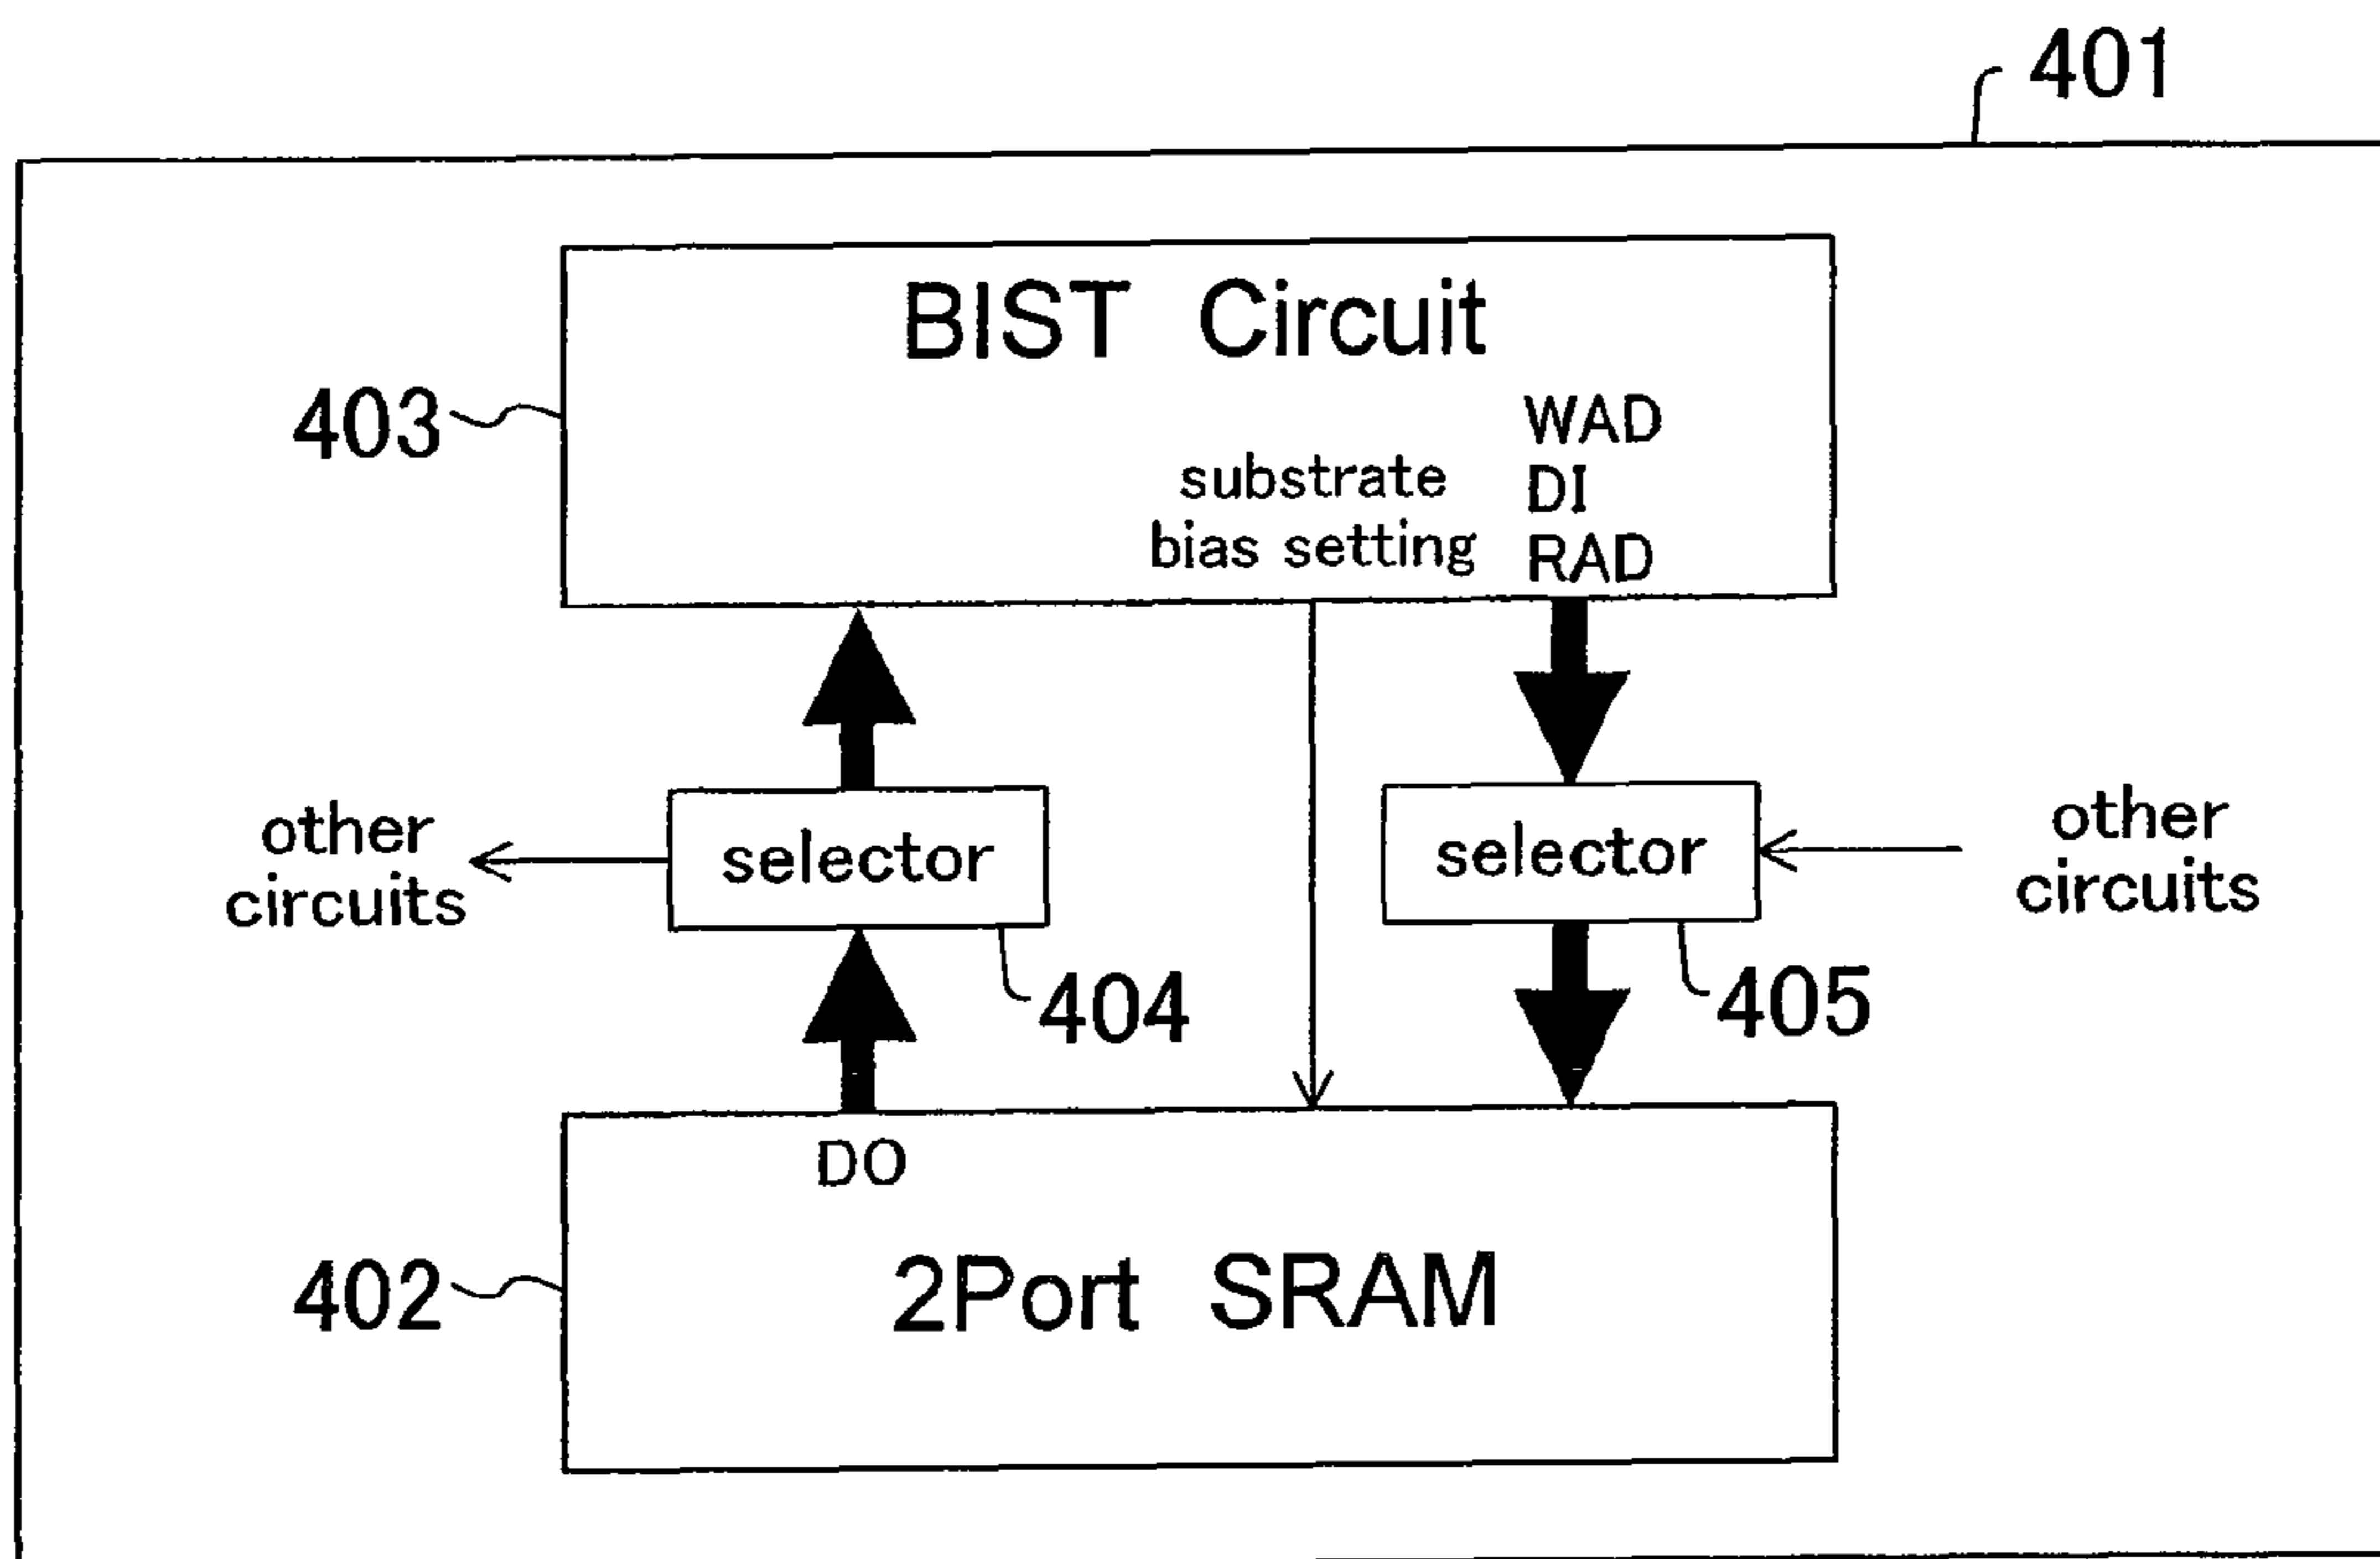 401
BIST Circuit
403
WAD
substrate
bias setting
DI
RAD
other
circuits
selector
selector
other
circuits
404
405
DO
402
2Port SRAM